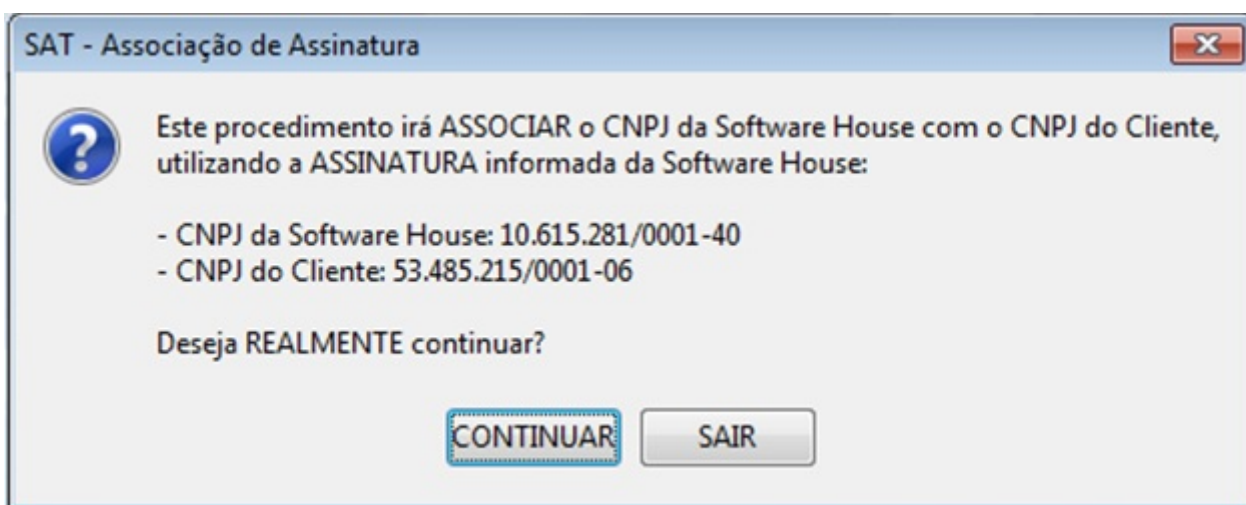 SAT - Associação de Assinatura
Este procedimento irá ASSOCIAR o CNPJ da Software House com o CNPJ do Cliente,
utilizando a ASSINATURA informada da Software House:
- CNPJ da Software House: 10.615.281/0001-40
- CNPJ do Cliente: 53.485.215/0001-06
Deseja REALMENTE continuar?
CONTINUAR SAIR